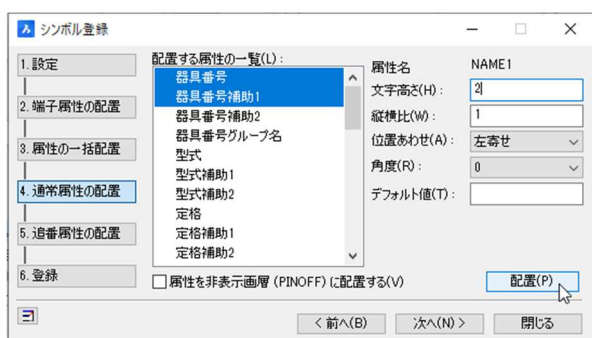 シンボル登録
1. 設定
2. 端子属性の配置
3. 属性の一括配置
4. 通常属性の配置
5. 追番属性の配置
6. 登録
配置する属性の一覧(L):
器具番号
器具番号補助1
器具番号補助2
器具番号グループ名
型式
型式補助1
型式補助2
定格
定格補助1
定格補助2
属性を非表示画層 (PINOFF) に配置する(V)
属性名 NAME1
文字高さ(H): 2
縦横比(W): 1
位置あわせ(A): 左寄せ
角度(R): 0
デフォルト値(T):
配置(P)
< 前へ(B) 次へ(N) > 閉じる